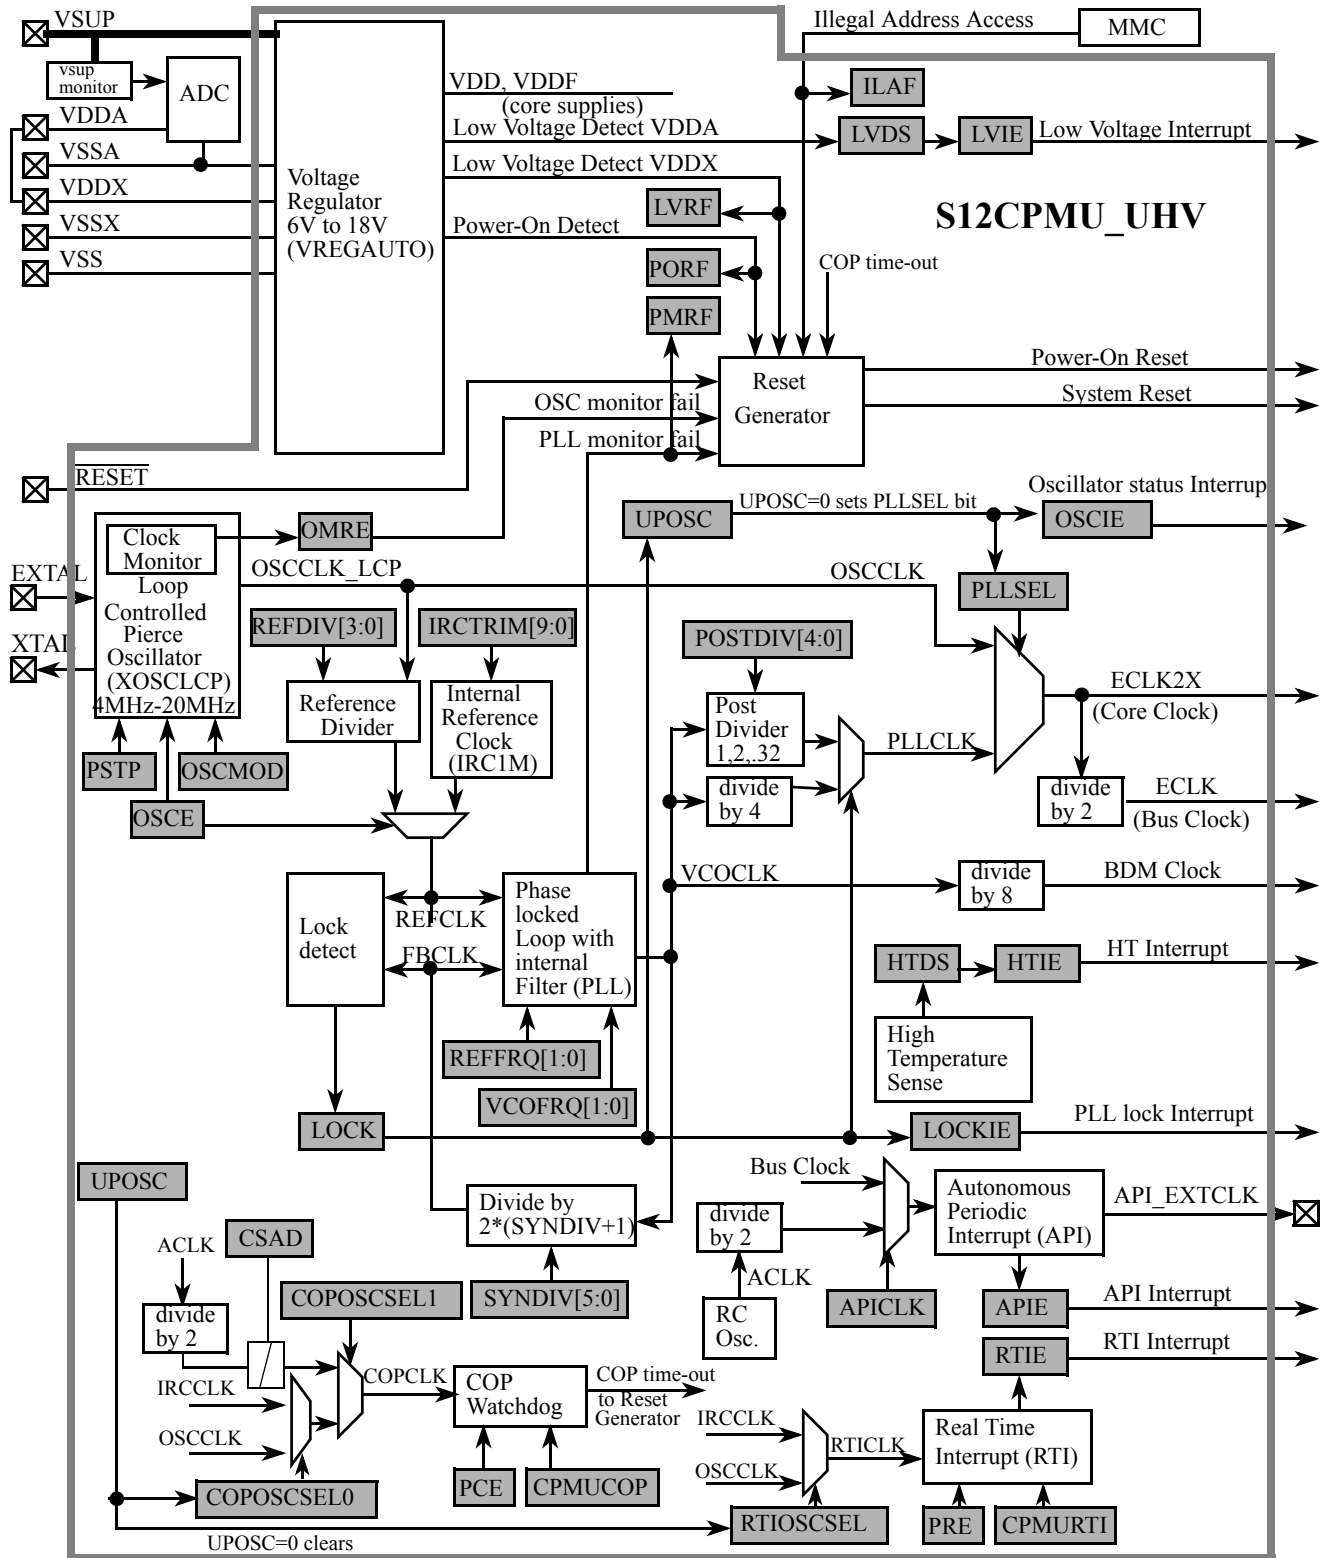 VSUP
Illegal Address Access
MMC
vsup
monitor
ADC
VDD, VDDF
(core supplies)
ILAF
VDDA
Low Voltage Detect VDDA
LVDS
LVIE
Low Voltage Interrupt
VSSA
Low Voltage Detect VDDX
VDDX
Voltage
Regulator
6V to 18V
(VREGAUTO)
LVRF
S12CPMU_UHV
VSSX
Power-On Detect
VSS
PORF
COP time-out
PMRF
Reset
Generator
Power-On Reset
System Reset
OSC monitor fail
PLL monitor fail
RESET
Oscillator status Interrup
UPOSC
UPOSC=0 sets PLLSEL bit
OSCIE
OMRE
Clock
Monitor
EXTAL
OSCCLK_LCP
OSCCLK
PLLSEL
Loop
Controlled
Pierce
Oscillator
(XOSCLCP)
4MHz-20MHz
XTAL
REFDIV[3:0]
IRCTRIM[9:0]
POSTDIV[4:0]
Reference
Divider
Internal
Reference
Clock
(IRC1M)
Post
Divider
1,2,.32
ECLK2X
(Core Clock)
PLLCLK
PSTP
OSCMOD
divide
by 4
divide
by 2
ECLK
(Bus Clock)
OSCE
VCOCLK
divide
by 8
BDM Clock
Lock
detect
REFCLK
FBCLK
Phase
locked
Loop with
internal
Filter (PLL)
HTDS
HTIE
HT Interrupt
High
Temperature
Sense
REFFRQ[1:0]
VCOFRQ[1:0]
LOCK
LOCKIE
PLL lock Interrupt
UPOSC
Bus Clock
Autonomous
Periodic
Interrupt (API)
API_EXTCLK
Divide by
2*(SYNDIV+1)
divide
by 2
CSAD
ACLK
ACLK
COPOSCSEL1
SYNDIV[5:0]
RC
Osc.
APICLK
APIE
API Interrupt
divide
by 2
RTIE
RTI Interrupt
IRCCLK
COPCLK
COP
Watchdog
COP time-out
to Reset
Generator
OSCCLK
IRCCLK
RTICLK
Real Time
Interrupt (RTI)
OSCCLK
COPOSCSEL0
PCE
CPMUCOP
RTIOSCSEL
PRE
CPMURTI
UPOSC=0 clears